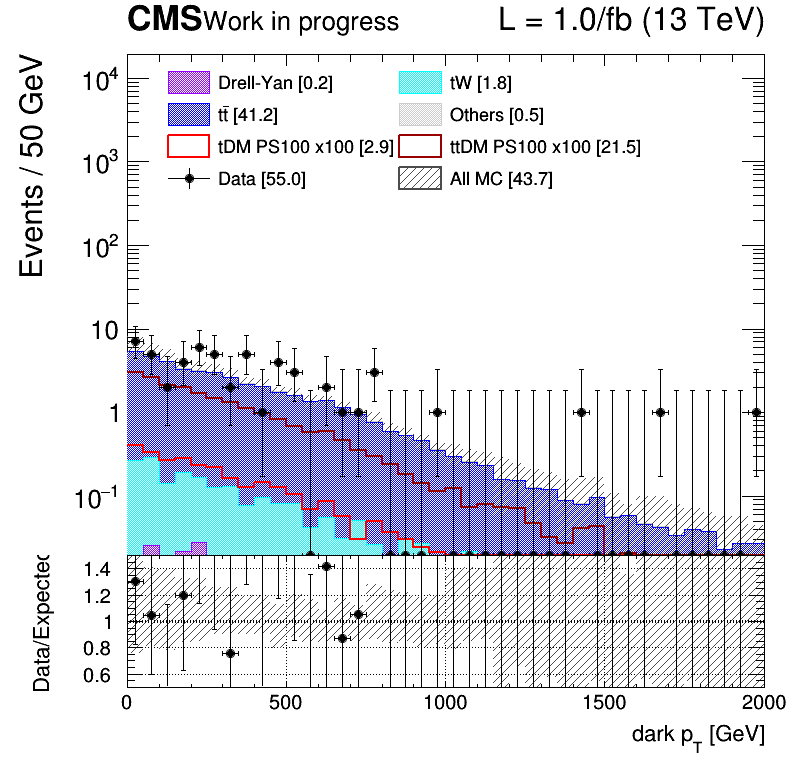 CMS Work in progress L = 1.0/fb (13 TeV)
Events / 50 GeV
10⁴
10³
10²
10
1
10⁻¹
Drell-Yan [0.2] tW [1.8]
tt̄ [41.2] Others [0.5]
tDM PS100 x100 [2.9] ttDM PS100 x100 [21.5]
Data [55.0] All MC [43.7]
Data/Expected
1.4
1.2
1
0.8
0.6
0 500 1000 1500 2000
dark p_T [GeV]